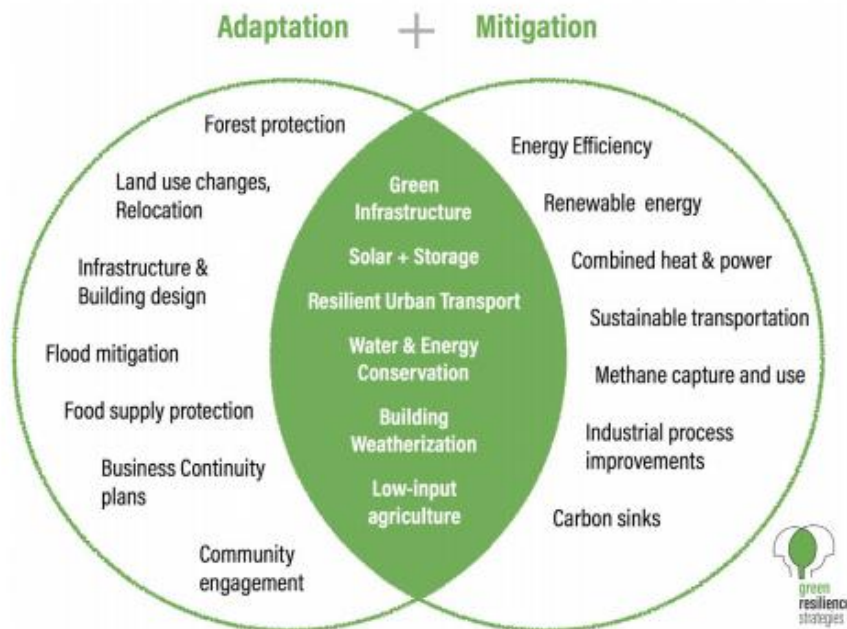 Adaptation + Mitigation
Forest protection
Land use changes,
Relocation
Infrastructure &
Building design
Flood mitigation
Food supply protection
Business Continuity
plans
Community
engagement
Green
Infrastructure
Solar + Storage
Resilient Urban Transport
Water & Energy
Conservation
Building
Weatherization
Low-input
agriculture
Energy Efficiency
Renewable energy
Combined heat & power
Sustainable transportation
Methane capture and use
Industrial process
improvements
Carbon sinks
green
resilience
strategies